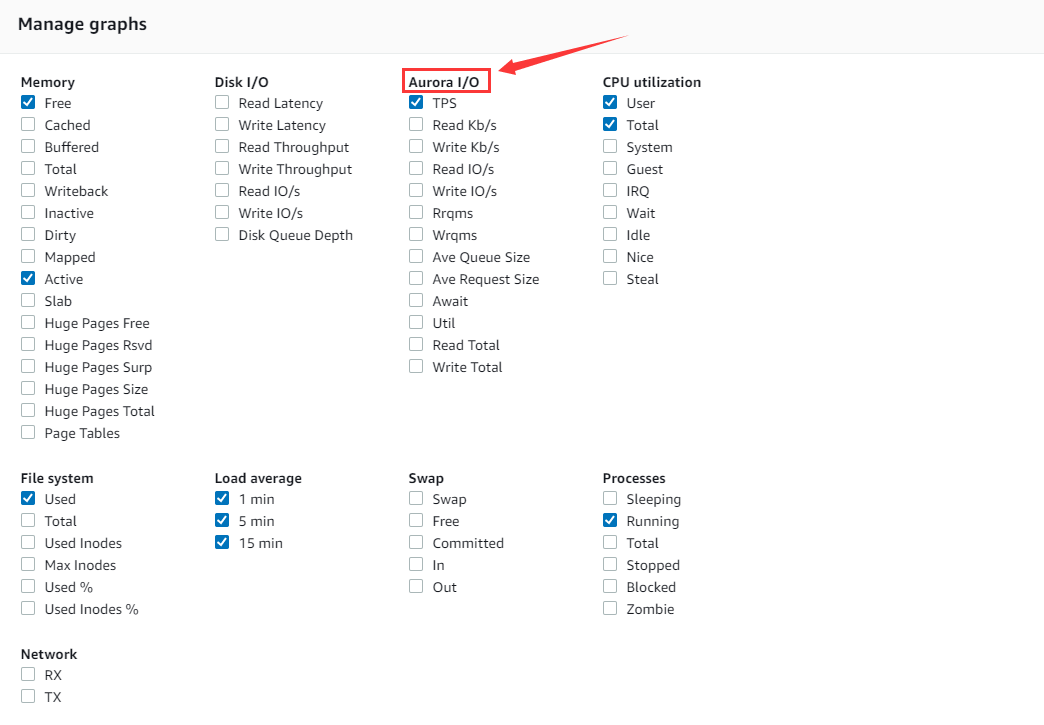 Manage graphs
Memory
Free
Cached
Buffered
Total
Writeback
Inactive
Dirty
Mapped
Active
Slab
Huge Pages Free
Huge Pages Rsvd
Huge Pages Surp
Huge Pages Size
Huge Pages Total
Page Tables
Disk I/O
Read Latency
Write Latency
Read Throughput
Write Throughput
Read IO/s
Write IO/s
Disk Queue Depth
Aurora I/O
TPS
Read Kb/s
Write Kb/s
Read IO/s
Write IO/s
Rrqms
Wrqms
Ave Queue Size
Ave Request Size
Await
Util
Read Total
Write Total
CPU utilization
User
Total
System
Guest
IRQ
Wait
Idle
Nice
Steal
File system
Used
Total
Used Inodes
Max Inodes
Used %
Used Inodes %
Load average
1 min
5 min
15 min
Swap
Swap
Free
Committed
In
Out
Processes
Sleeping
Running
Total
Stopped
Blocked
Zombie
Network
RX
TX